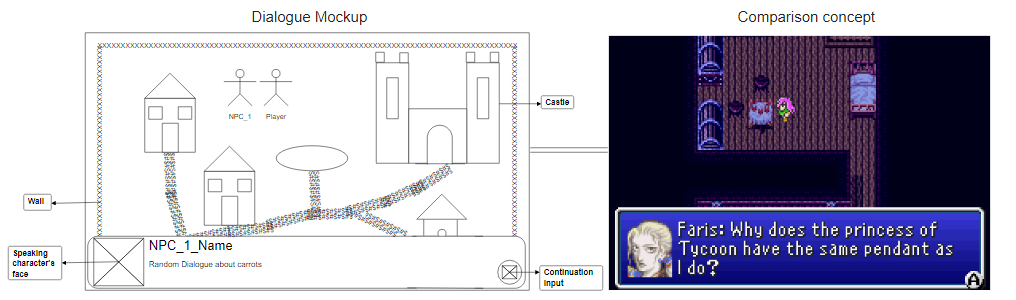 Dialogue Mockup
Comparison concept
NPC_1
Player
Castle
Wall
Speaking
character's
face
NPC_1_Name
Random Dialogue about carrots
Continuation
input
Faris: Why does the princess of
Tycoon have the same pendant as
I do?
A